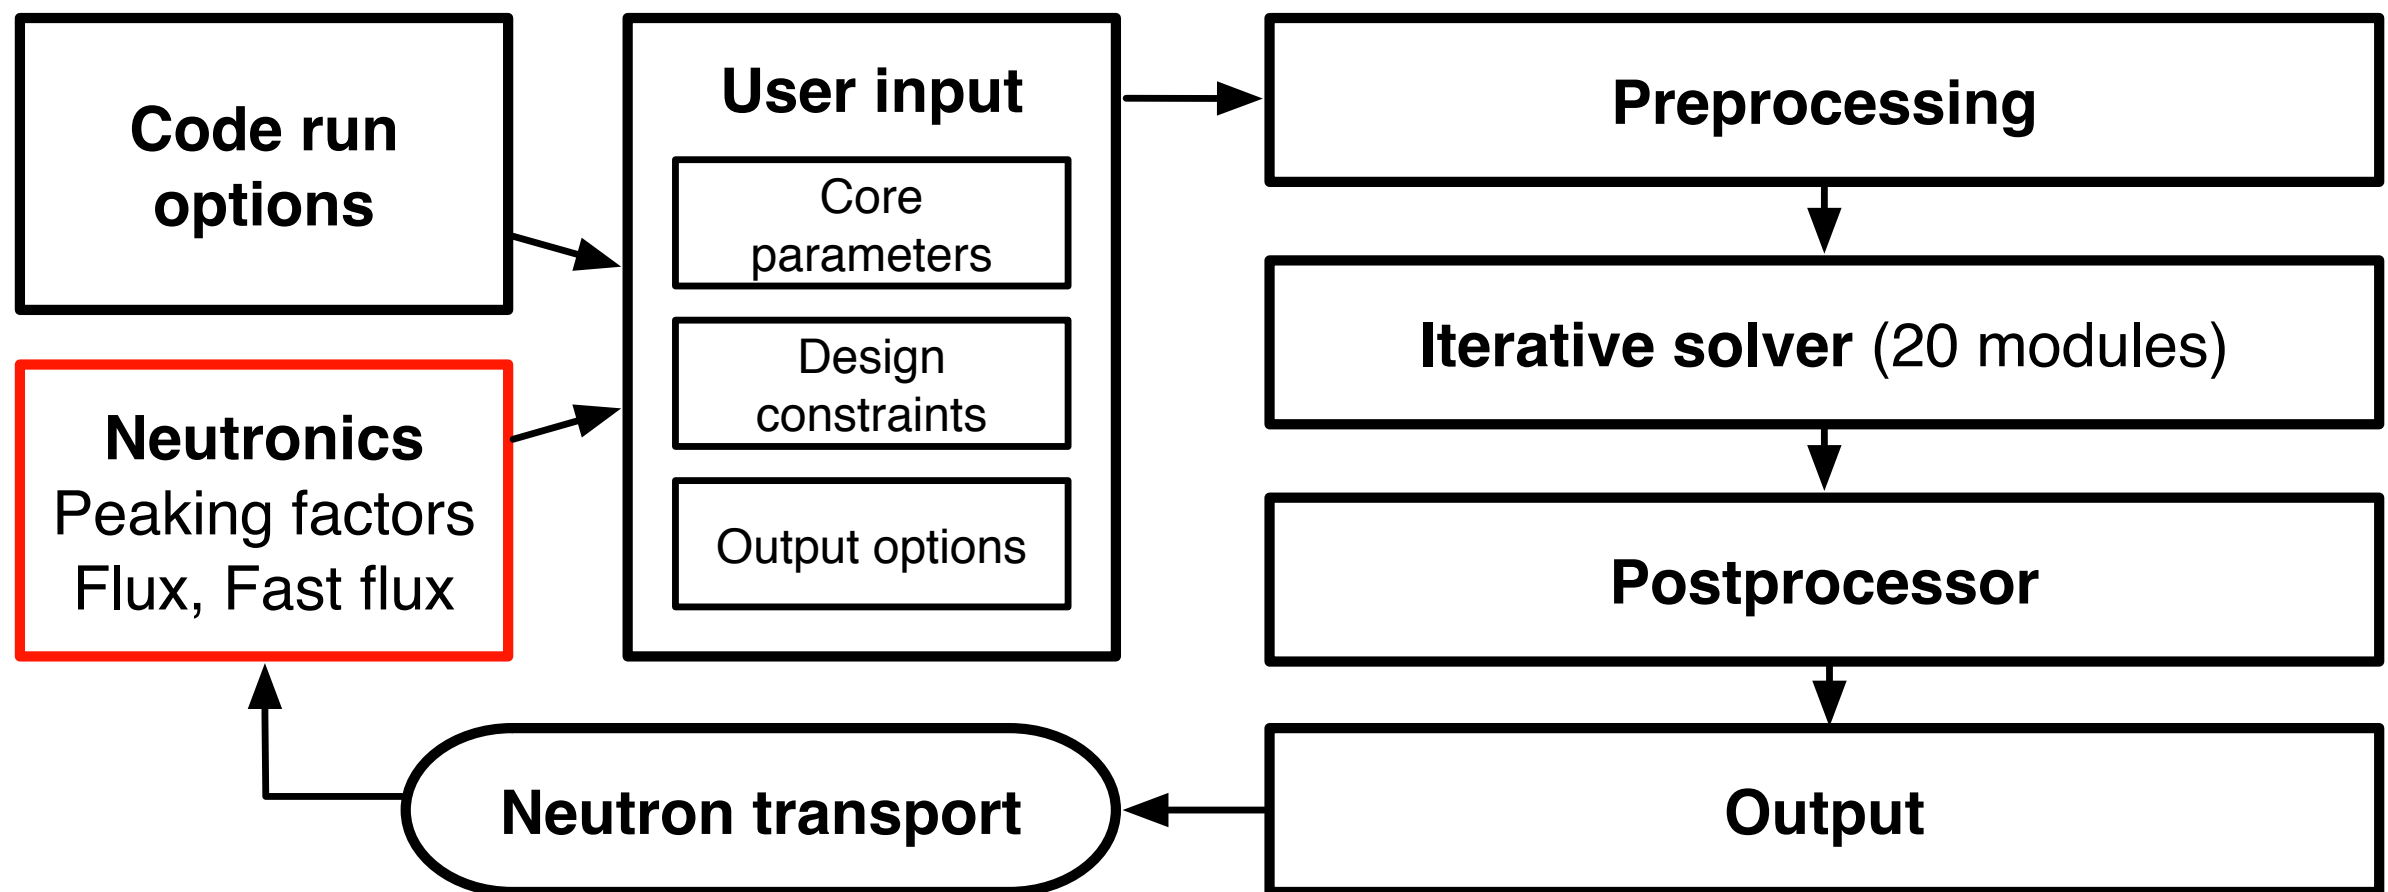 Code run
options
Neutronics
Peaking factors
Flux, Fast flux
User input
Core
parameters
Design
constraints
Output options
Preprocessing
Iterative solver (20 modules)
Postprocessor
Output
Neutron transport